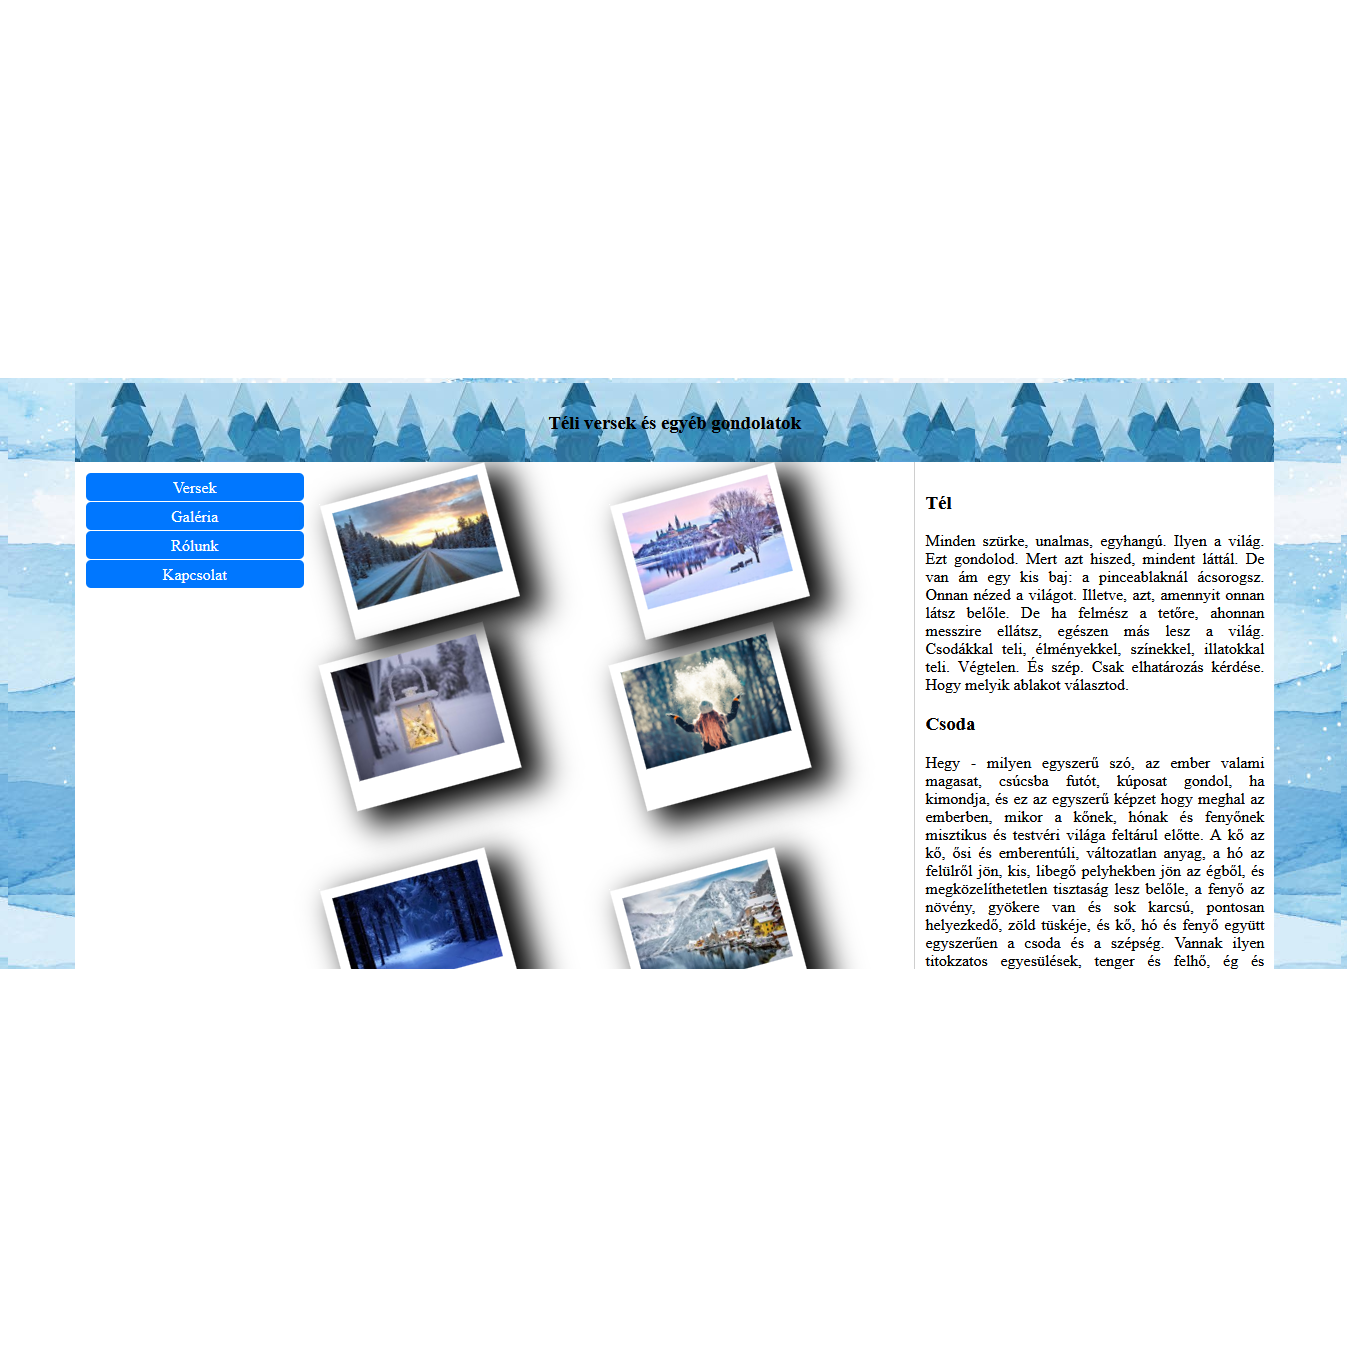 Téli versek és egyéb gondolatok
Versek
Galéria
Rólunk
Kapcsolat
Tél
Minden szürke, unalmas, egyhangú. Ilyen a világ.
Ezt gondolod. Mert azt hiszed, mindent láttál. De
van ám egy kis baj: a pinceablaknál ácsorogsz.
Onnan nézed a világot. Illetve, azt, amennyit onnan
látsz belőle. De ha felmész a tetőre, ahonnan
messzire ellátsz, egészen más lesz a világ.
Csodákkal teli, élményekkel, színekkel, illatokkal
teli. Végtelen. És szép. Csak elhatározás kérdése.
Hogy melyik ablakot választod.
Csoda
Hegy - milyen egyszerű szó, az ember valami
magasat, csúcsba futót, kúposat gondol, ha
kimondja, és ez az egyszerű képzet hogy meghal az
emberben, mikor a kőnek, hónak és fenyőnek
misztikus és testvéri világa feltárul előtte. A kő az
kő, ősi és emberentúli, változatlan anyag, a hó az
felülről jön, kis, libegő pelyhekben jön az égből, és
megközelíthetetlen tisztaság lesz belőle, a fenyő az
növény, gyökere van és sok karcsú, pontosan
helyezkedő, zöld tüskéje, és kő, hó és fenyő együtt
egyszerűen a csoda és a szépség. Vannak ilyen
titokzatos egyesülések, tenger és felhő, ég és